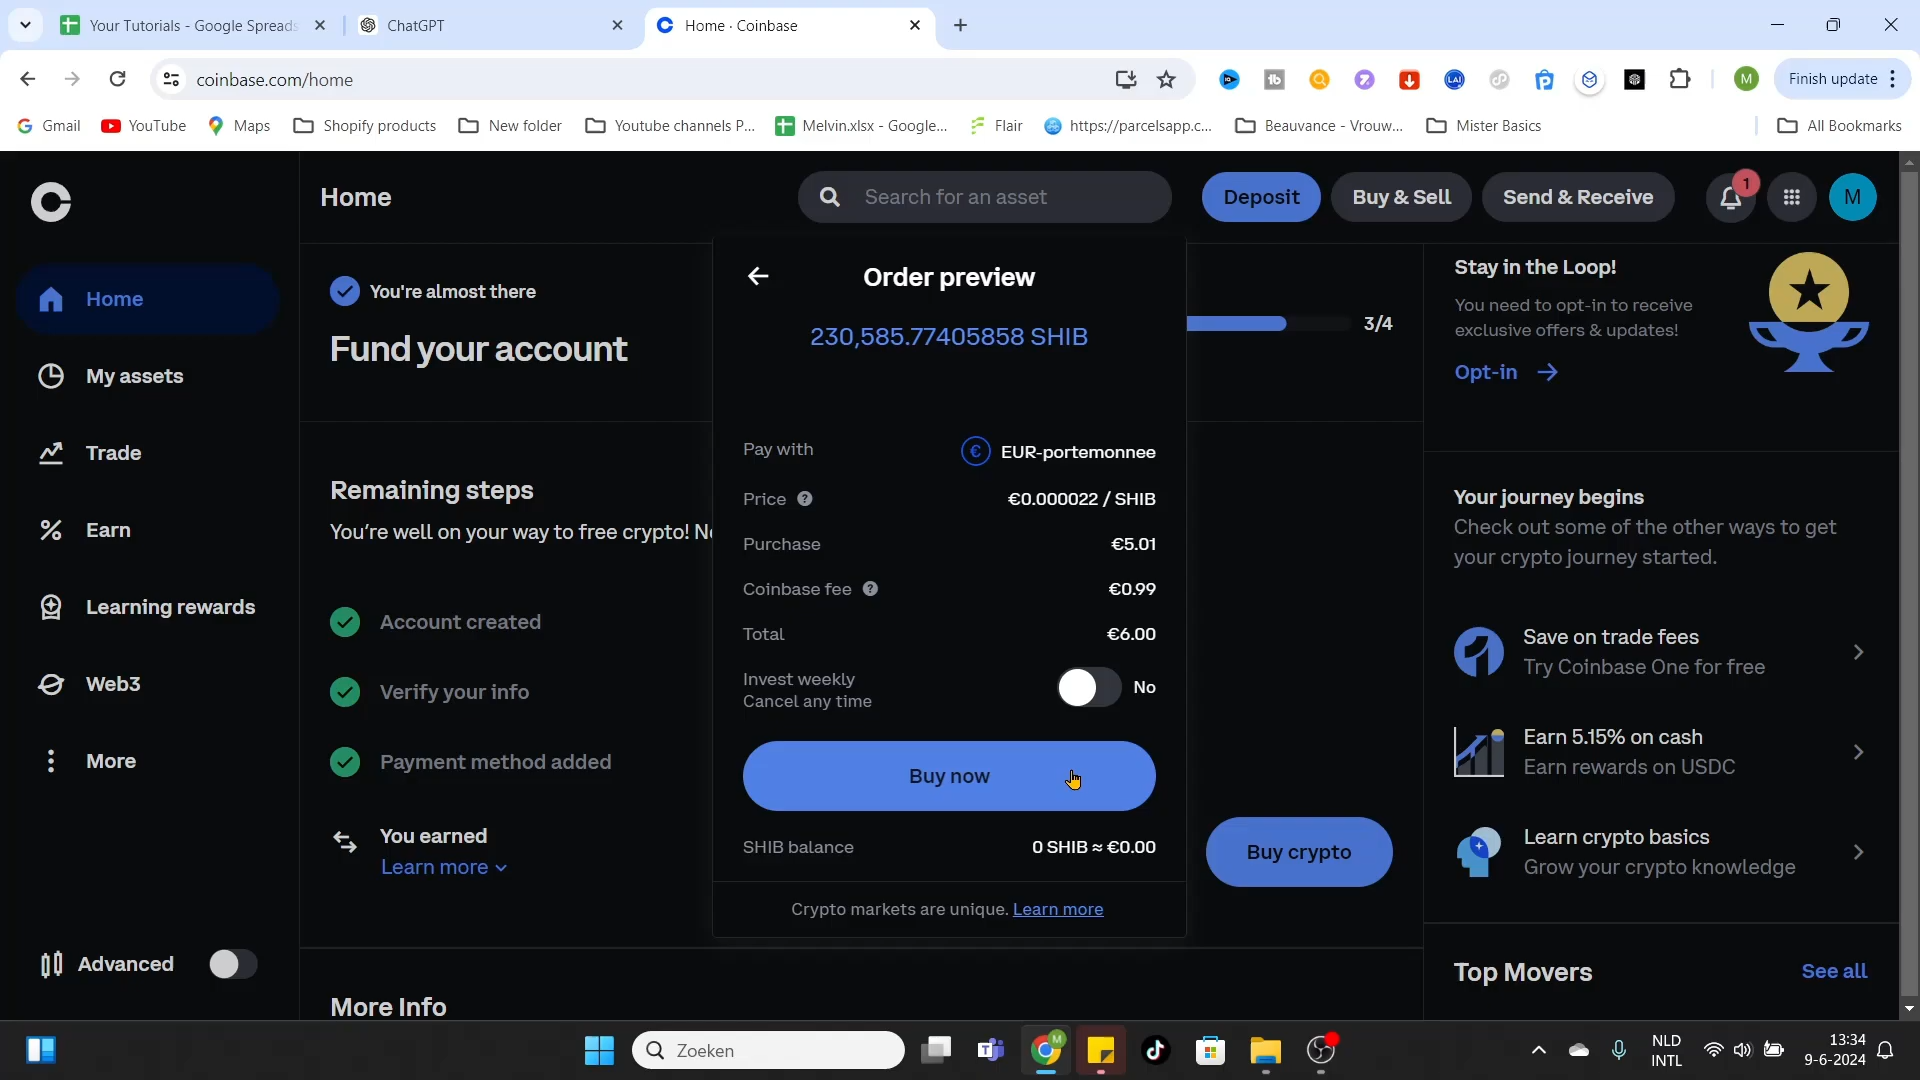 Your Tutorials - Google Spreads
ChatGPT
Home · Coinbase
coinbase.com/home
Finish update
Gmail
YouTube
Maps
Shopify products
New folder
Youtube channels P...
Melvin.xlsx - Google...
Flair
https://parcelsapp.c...
Beauvance - Vrouw...
Mister Basics
All Bookmarks
Home
Search for an asset
Deposit
Buy & Sell
Send & Receive
1
M
Home
My assets
Trade
Earn
Learning rewards
Web3
More
Advanced
You're almost there
Fund your account
3/4
Remaining steps
You're well on your way to free crypto!
Account created
Verify your info
Payment method added
You earned
Learn more
Buy crypto
More Info
Order preview
230,585.77405858 SHIB
Pay with
EUR-portemonnee
Price
€0.000022 / SHIB
Purchase
€5.01
Coinbase fee
€0.99
Total
€6.00
Invest weekly
Cancel any time
No
Buy now
SHIB balance
0 SHIB ≈ €0.00
Crypto markets are unique. Learn more
Stay in the Loop!
You need to opt-in to receive
exclusive offers & updates!
Opt-in
Your journey begins
Check out some of the other ways to get
your crypto journey started.
Save on trade fees
Try Coinbase One for free
Earn 5.15% on cash
Earn rewards on USDC
Learn crypto basics
Grow your crypto knowledge
Top Movers
See all
Zoeken
NLD
INTL
13:34
9-6-2024